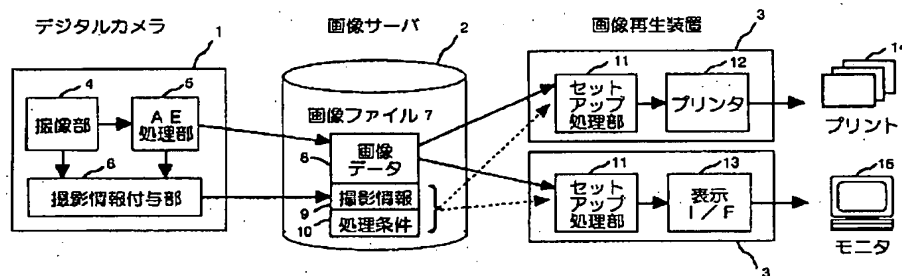 デジタルカメラ
1
4
撮像部
5
AE
処理部
6
撮影情報付与部
画像サーバ
2
画像ファイル 7
8
画像
データ
9
撮影情報
10
処理条件
画像再生装置
3
11
セット
アップ
処理部
12
プリンタ
14
プリント
11
セット
アップ
処理部
13
表示
I/F
15
モニタ
3